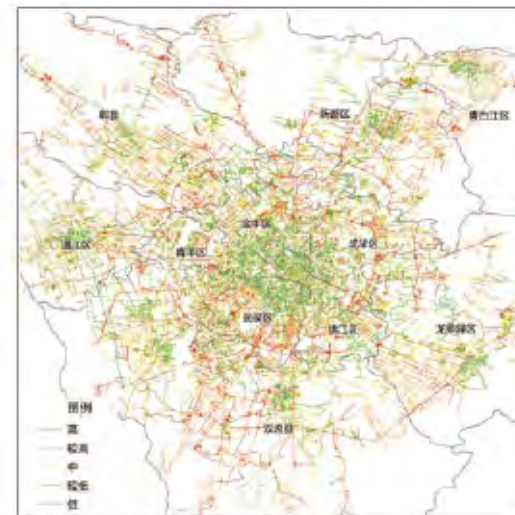 郫县
新都区
青白江区
金牛区
温江区
青羊区
成华区
武侯区
锦江区
龙泉驿区
双流县
图例
高
较高
中
较低
低